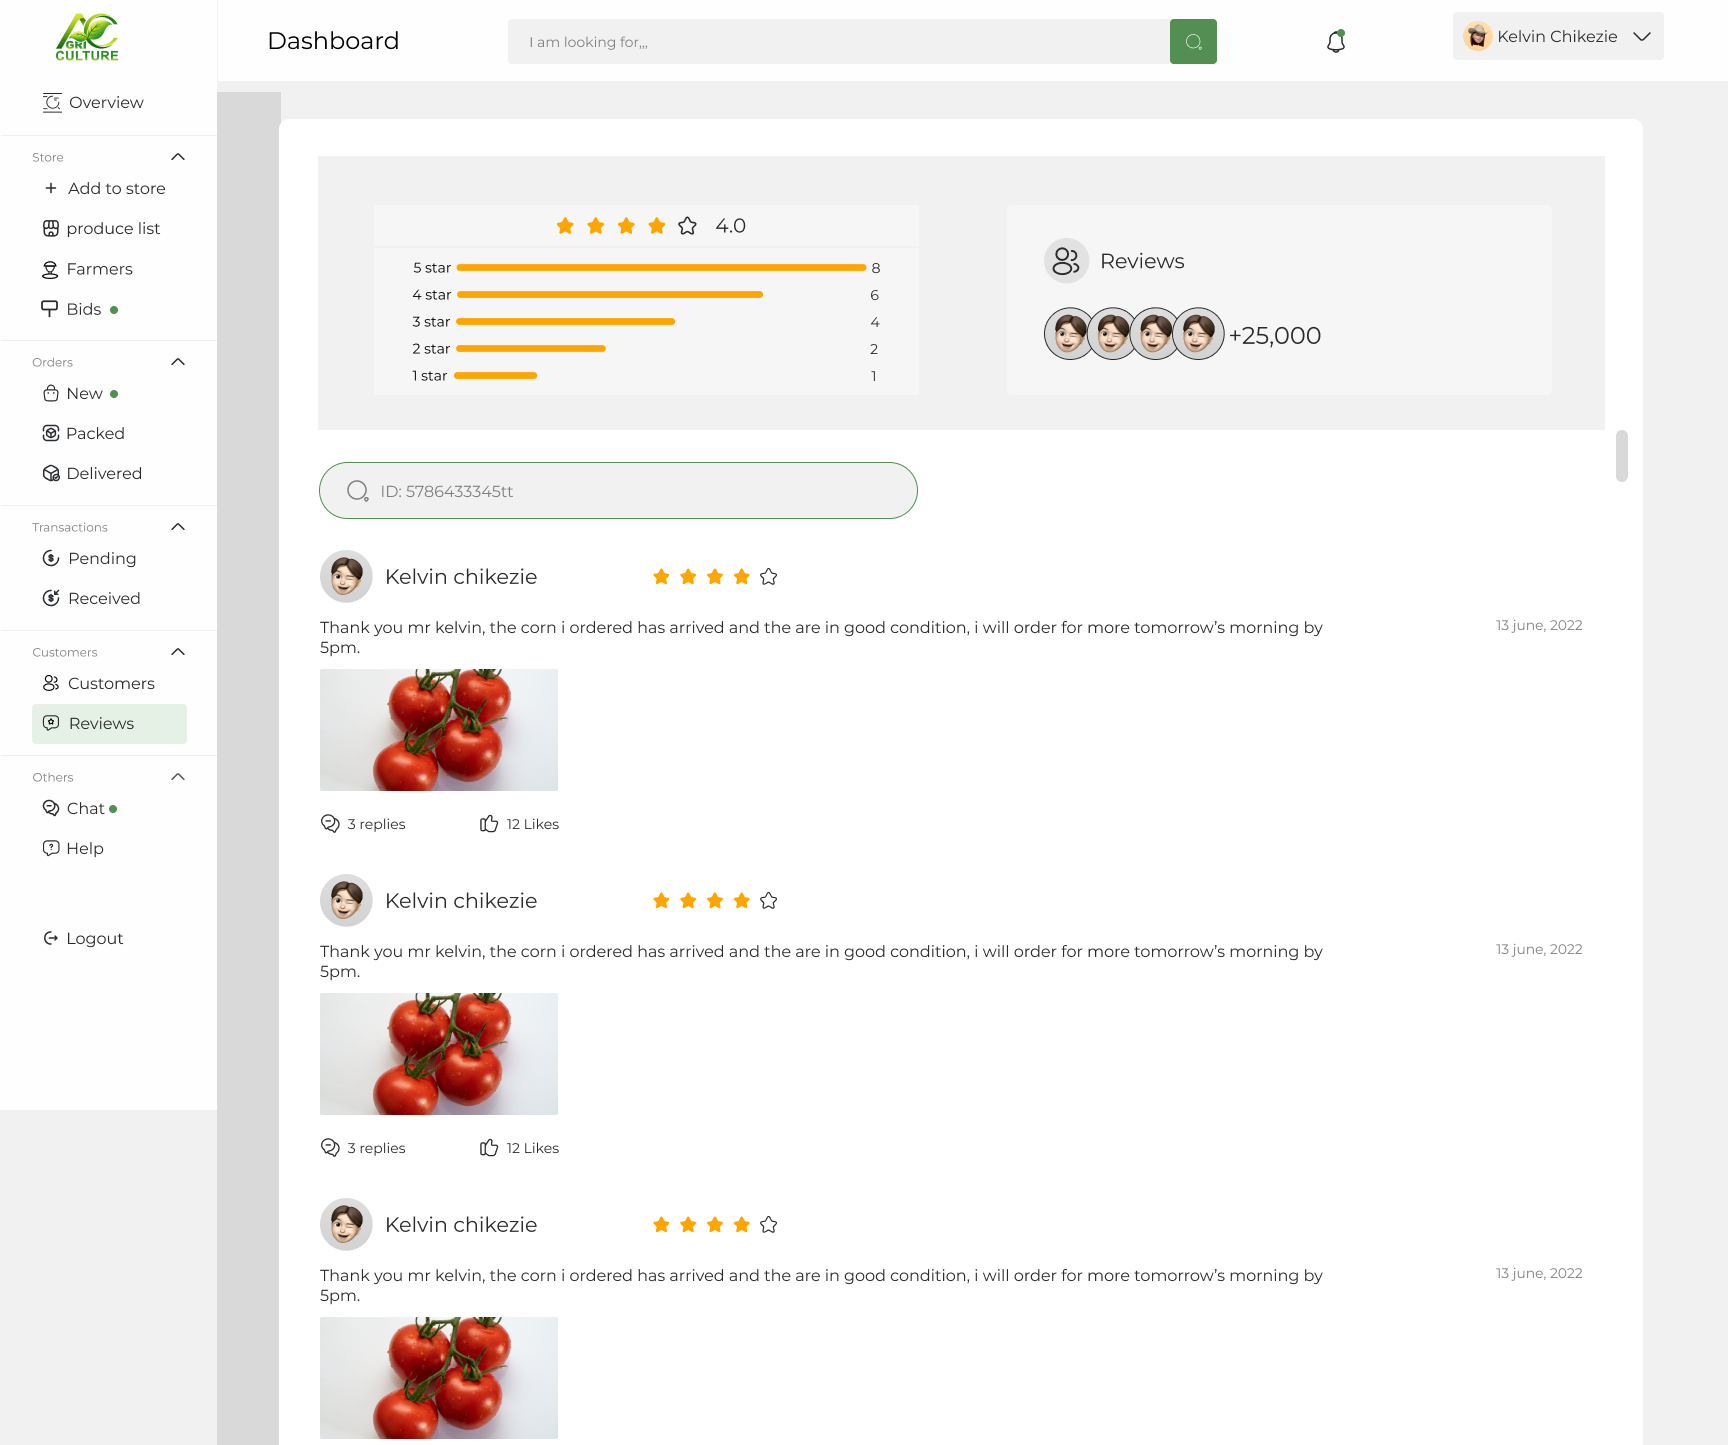 AGRI
CULTURE
Dashboard
I am looking for,,,
Kelvin Chikezie
Overview
Store
Add to store
produce list
Farmers
Bids
Orders
New
Packed
Delivered
Transactions
Pending
Received
Customers
Customers
Reviews
Others
Chat
Help
Logout
4.0
5 star 8
4 star 6
3 star 4
2 star 2
1 star 1
Reviews
+25,000
ID: 5786433345tt
Kelvin chikezie
Thank you mr kelvin, the corn i ordered has arrived and the are in good condition, i will order for more tomorrow’s morning by
5pm.
13 june, 2022
3 replies
12 Likes
Kelvin chikezie
Thank you mr kelvin, the corn i ordered has arrived and the are in good condition, i will order for more tomorrow’s morning by
5pm.
13 june, 2022
3 replies
12 Likes
Kelvin chikezie
Thank you mr kelvin, the corn i ordered has arrived and the are in good condition, i will order for more tomorrow’s morning by
5pm.
13 june, 2022